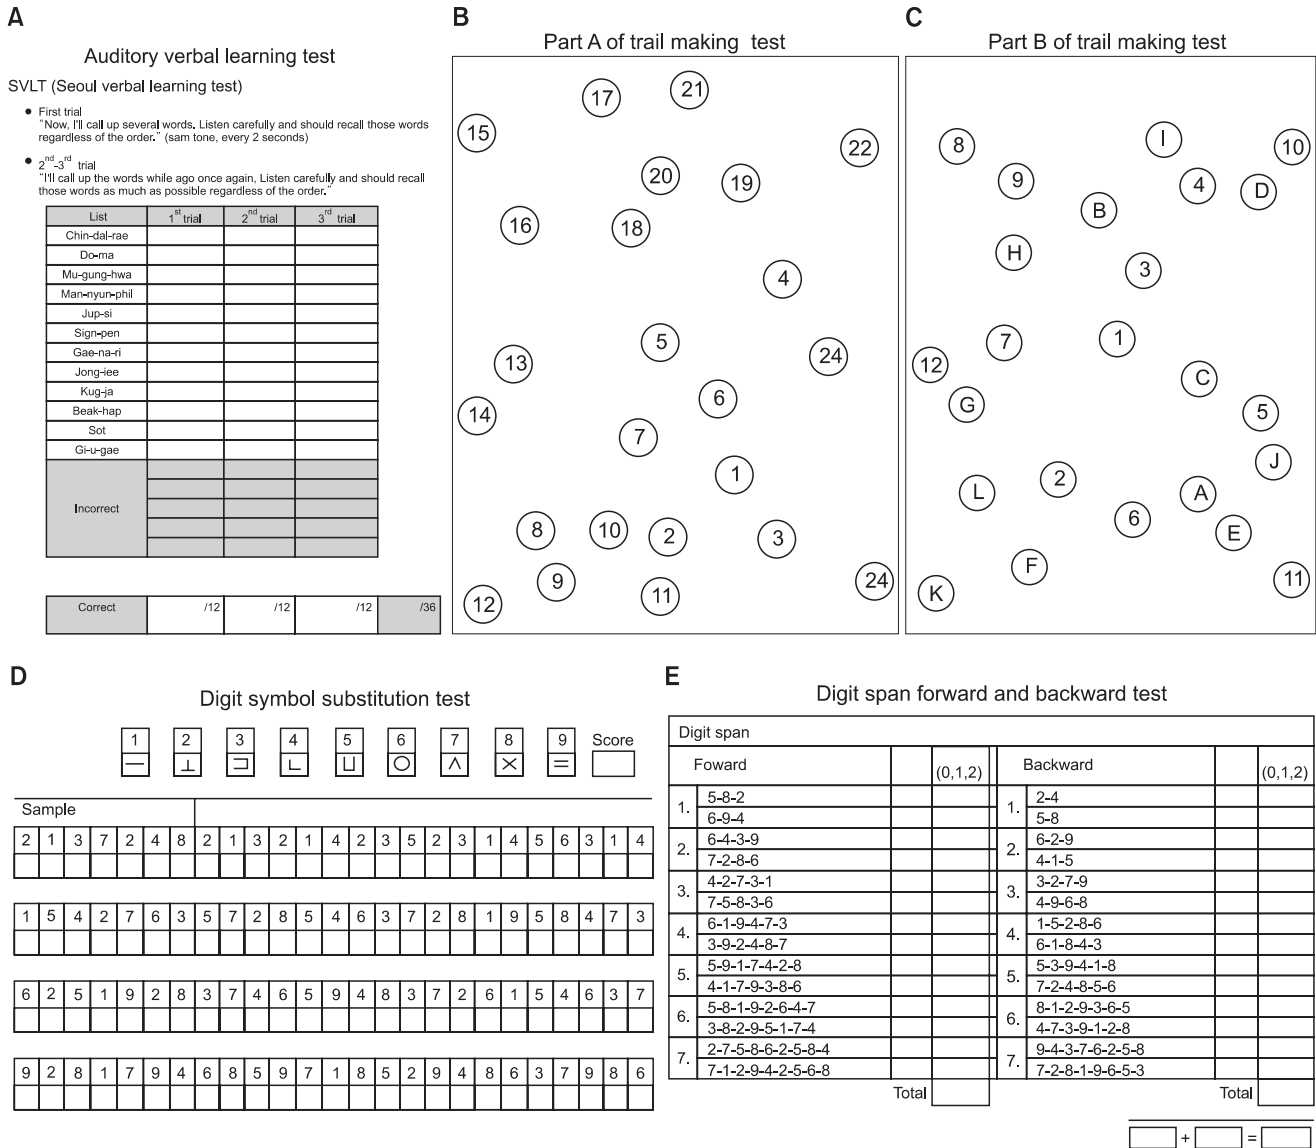 A
Auditory verbal learning test
SVLT (Seoul verbal learning test)
● First trial
"Now, I'll call up several words. Listen carefully and should recall those words
regardless of the order." (sam tone, every 2 seconds)
● 2nd-3rd trial
"I'll call up the words while ago once again, Listen carefully and should recall
those words as much as possible regardless of the order."
List 1st trial 2nd trial 3rd trial
Chin-dal-rae
Do-ma
Mu-gung-hwa
Man-nyun-phil
Jup-si
Sign-pen
Gae-na-ri
Jong-iee
Kug-ja
Beak-hap
Sot
Gi-u-gae
Incorrect
Correct /12 /12 /12 /36
B
Part A of trail making test
21
17
15
22
20
19
16
18
4
5
24
13
6
14
7
1
8
10
2
3
9
24
11
12
C
Part B of trail making test
I
8
10
9
4
D
B
H
3
1
7
12
C
G
5
J
2
L
A
6
E
F
11
K
D
Digit symbol substitution test
1 2 3 4 5 6 7 8 9 Score
Sample
2 1 3 7 2 4 8 2 1 3 2 1 4 2 3 5 2 3 1 4 5 6 3 1 4
1 5 4 2 7 6 3 5 7 2 8 5 4 6 3 7 2 8 1 9 5 8 4 7 3
6 2 5 1 9 2 8 3 7 4 6 5 9 4 8 3 7 2 6 1 5 4 6 3 7
9 2 8 1 7 9 4 6 8 5 9 7 1 8 5 2 9 4 8 6 3 7 9 8 6
E
Digit span forward and backward test
Digit span
Foward (0,1,2) Backward (0,1,2)
1. 5-8-2 1. 2-4
6-9-4 5-8
2. 6-4-3-9 2. 6-2-9
7-2-8-6 4-1-5
3. 4-2-7-3-1 3. 3-2-7-9
7-5-8-3-6 4-9-6-8
4. 6-1-9-4-7-3 4. 1-5-2-8-6
3-9-2-4-8-7 6-1-8-4-3
5. 5-9-1-7-4-2-8 5. 5-3-9-4-1-8
4-1-7-9-3-8-6 7-2-4-8-5-6
6. 5-8-1-9-2-6-4-7 6. 8-1-2-9-3-6-5
3-8-2-9-5-1-7-4 4-7-3-9-1-2-8
7. 2-7-5-8-6-2-5-8-4 7. 9-4-3-7-6-2-5-8
7-1-2-9-4-2-5-6-8 7-2-8-1-9-6-5-3
Total Total
+ =